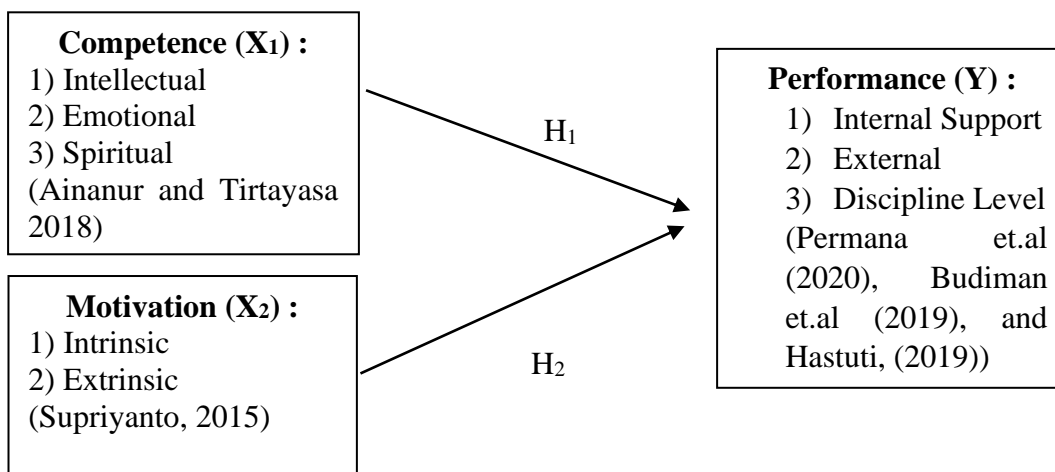 Competence (X₁) :
1) Intellectual
2) Emotional
3) Spiritual
(Ainanur and Tirtayasa
2018)
Motivation (X₂) :
1) Intrinsic
2) Extrinsic
(Supriyanto, 2015)
H₁
H₂
Performance (Y) :
1) Internal Support
2) External
3) Discipline Level
(Permana et.al
(2020), Budiman
et.al (2019), and
Hastuti, (2019))